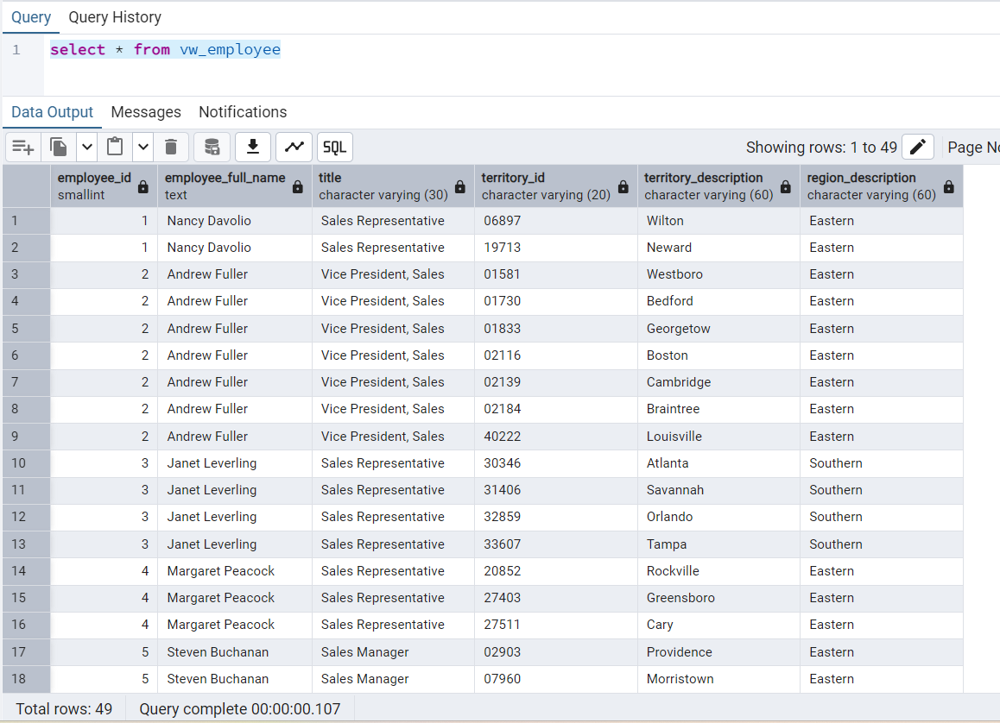 Query Query History
1 select * from vw_employee
Data Output Messages Notifications
SQL Showing rows: 1 to 49 Page No
employee_id employee_full_name title territory_id territory_description region_description
smallint text character varying (30) character varying (20) character varying (60) character varying (60)
1 1 Nancy Davolio Sales Representative 06897 Wilton Eastern
2 1 Nancy Davolio Sales Representative 19713 Neward Eastern
3 2 Andrew Fuller Vice President, Sales 01581 Westboro Eastern
4 2 Andrew Fuller Vice President, Sales 01730 Bedford Eastern
5 2 Andrew Fuller Vice President, Sales 01833 Georgetow Eastern
6 2 Andrew Fuller Vice President, Sales 02116 Boston Eastern
7 2 Andrew Fuller Vice President, Sales 02139 Cambridge Eastern
8 2 Andrew Fuller Vice President, Sales 02184 Braintree Eastern
9 2 Andrew Fuller Vice President, Sales 40222 Louisville Eastern
10 3 Janet Leverling Sales Representative 30346 Atlanta Southern
11 3 Janet Leverling Sales Representative 31406 Savannah Southern
12 3 Janet Leverling Sales Representative 32859 Orlando Southern
13 3 Janet Leverling Sales Representative 33607 Tampa Southern
14 4 Margaret Peacock Sales Representative 20852 Rockville Eastern
15 4 Margaret Peacock Sales Representative 27403 Greensboro Eastern
16 4 Margaret Peacock Sales Representative 27511 Cary Eastern
17 5 Steven Buchanan Sales Manager 02903 Providence Eastern
18 5 Steven Buchanan Sales Manager 07960 Morristown Eastern
Total rows: 49 Query complete 00:00:00.107